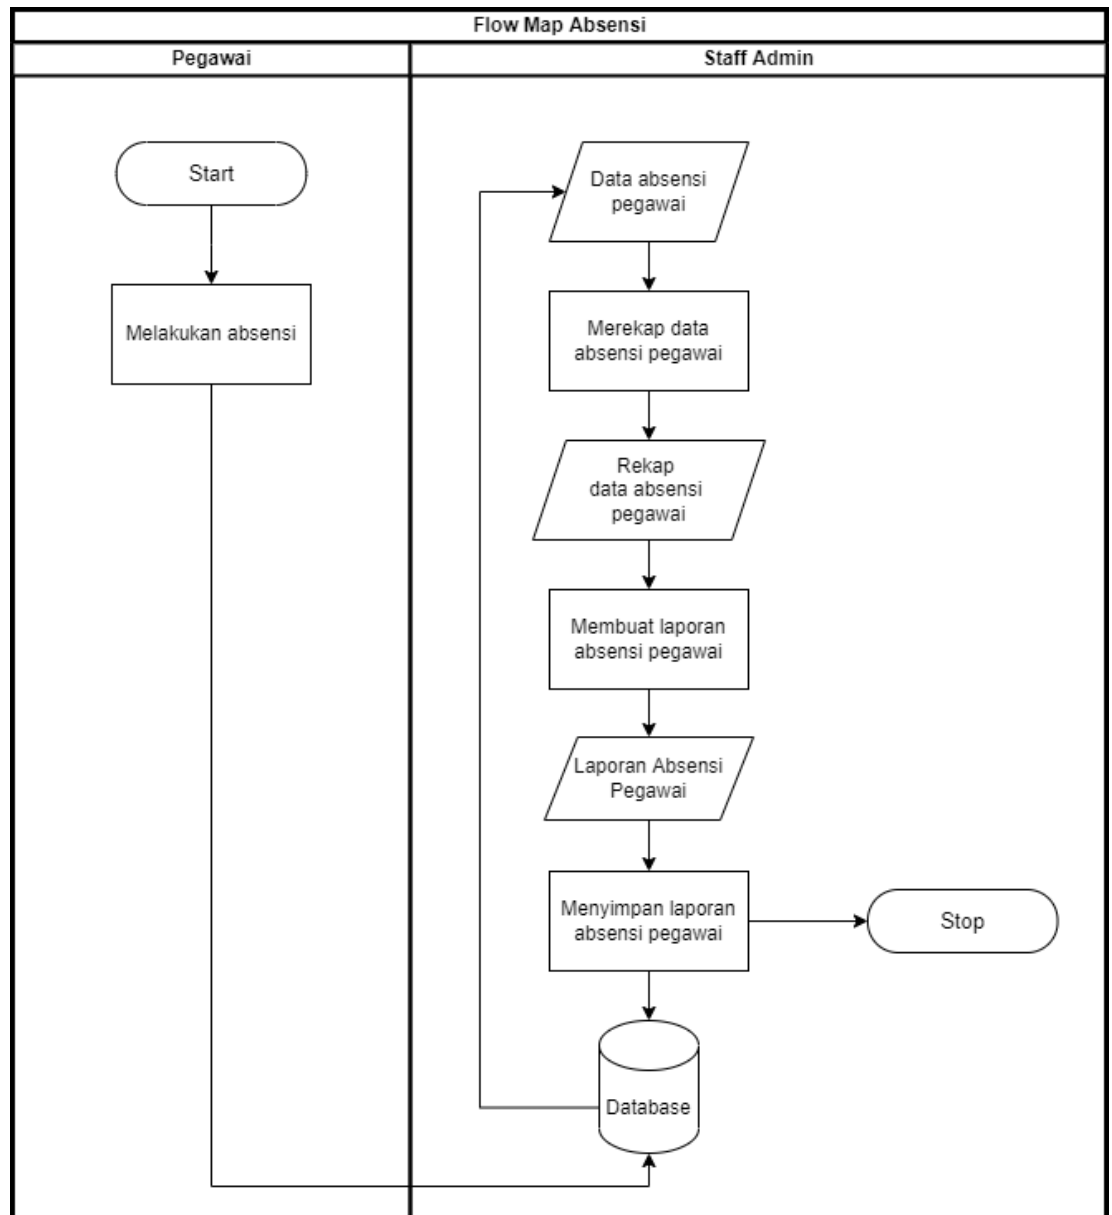 Flow Map Absensi
Pegawai
Staff Admin
Start
Melakukan absensi
Data absensi
pegawai
Merekap data
absensi pegawai
Rekap
data absensi
pegawai
Membuat laporan
absensi pegawai
Laporan Absensi
Pegawai
Menyimpan laporan
absensi pegawai
Stop
Database